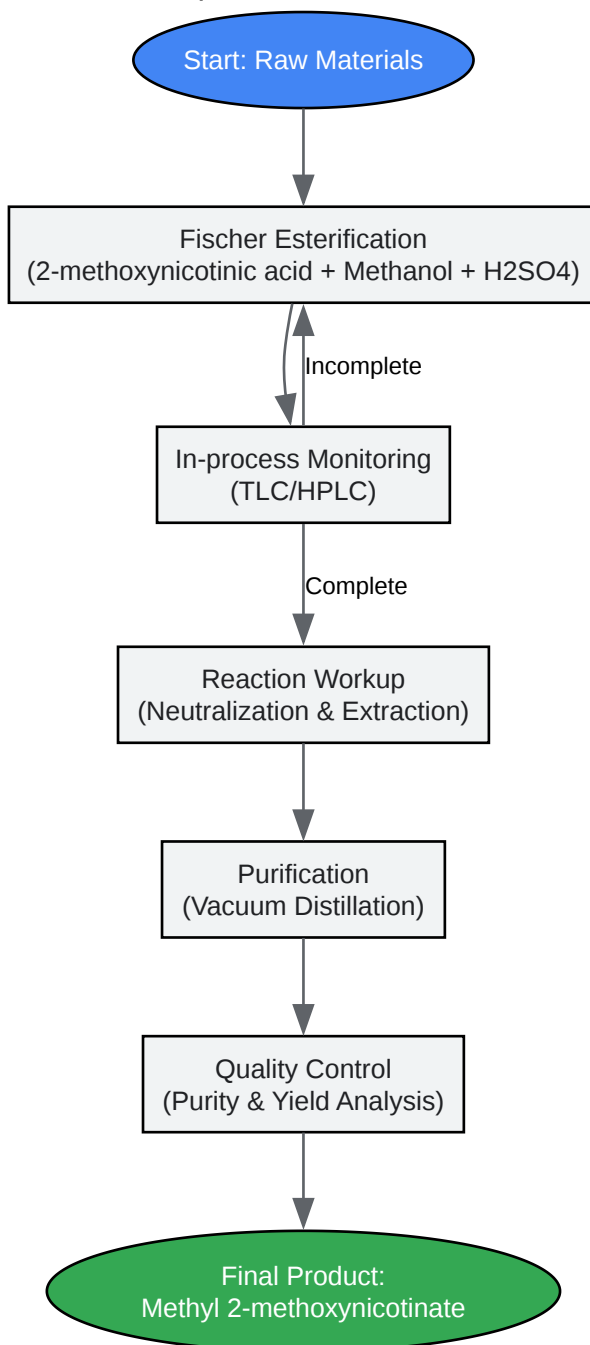 Start: Raw Materials
Fischer Esterification
(2-methoxynicotinic acid + Methanol + H2SO4)
Incomplete
In-process Monitoring
(TLC/HPLC)
Complete
Reaction Workup
(Neutralization & Extraction)
Purification
(Vacuum Distillation)
Quality Control
(Purity & Yield Analysis)
Final Product:
Methyl 2-methoxynicotinate